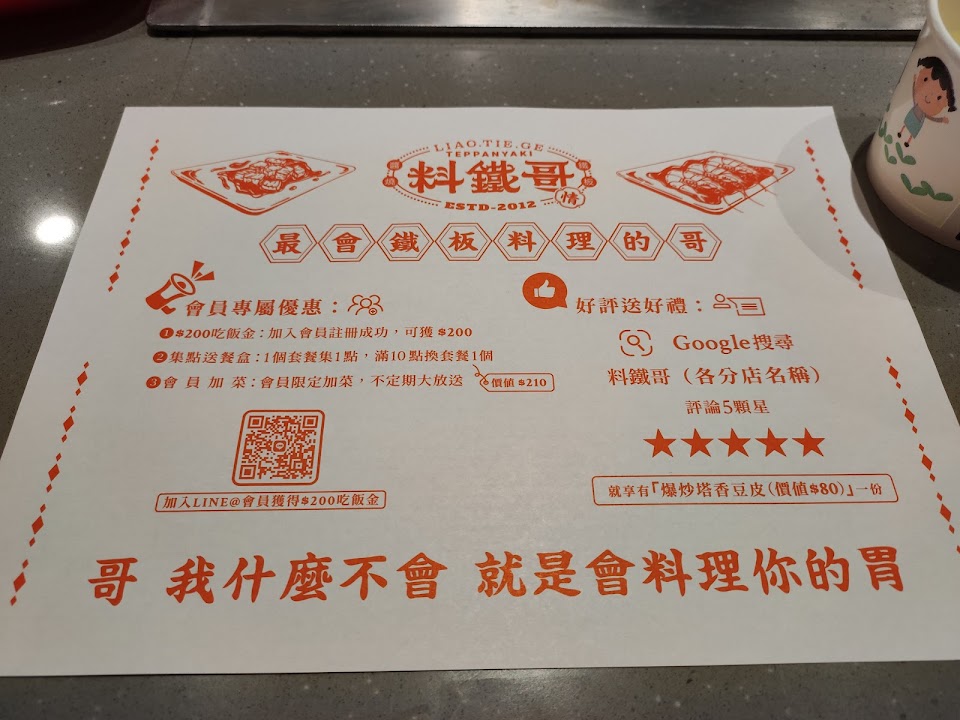 LIAO.TIE.GE
TEPPANYAKI
料鐵哥
ESTD-2012
情
最會鐵板料理的哥
會員專屬優惠：
❶$200吃飯金：加入會員註冊成功，可獲 $200
❷集點送餐盒：1個套餐集1點，滿10點換套餐1個
❸會員加菜：會員限定加菜，不定期大放送
價值 $210
加入LINE@會員獲得$200吃飯金
好評送好禮：
Google搜尋
料鐵哥（各分店名稱）
評論5顆星
★★★★★
就享有「爆炒塔香豆皮(價值$80)」一份
哥 我什麼不會 就是會料理你的胃